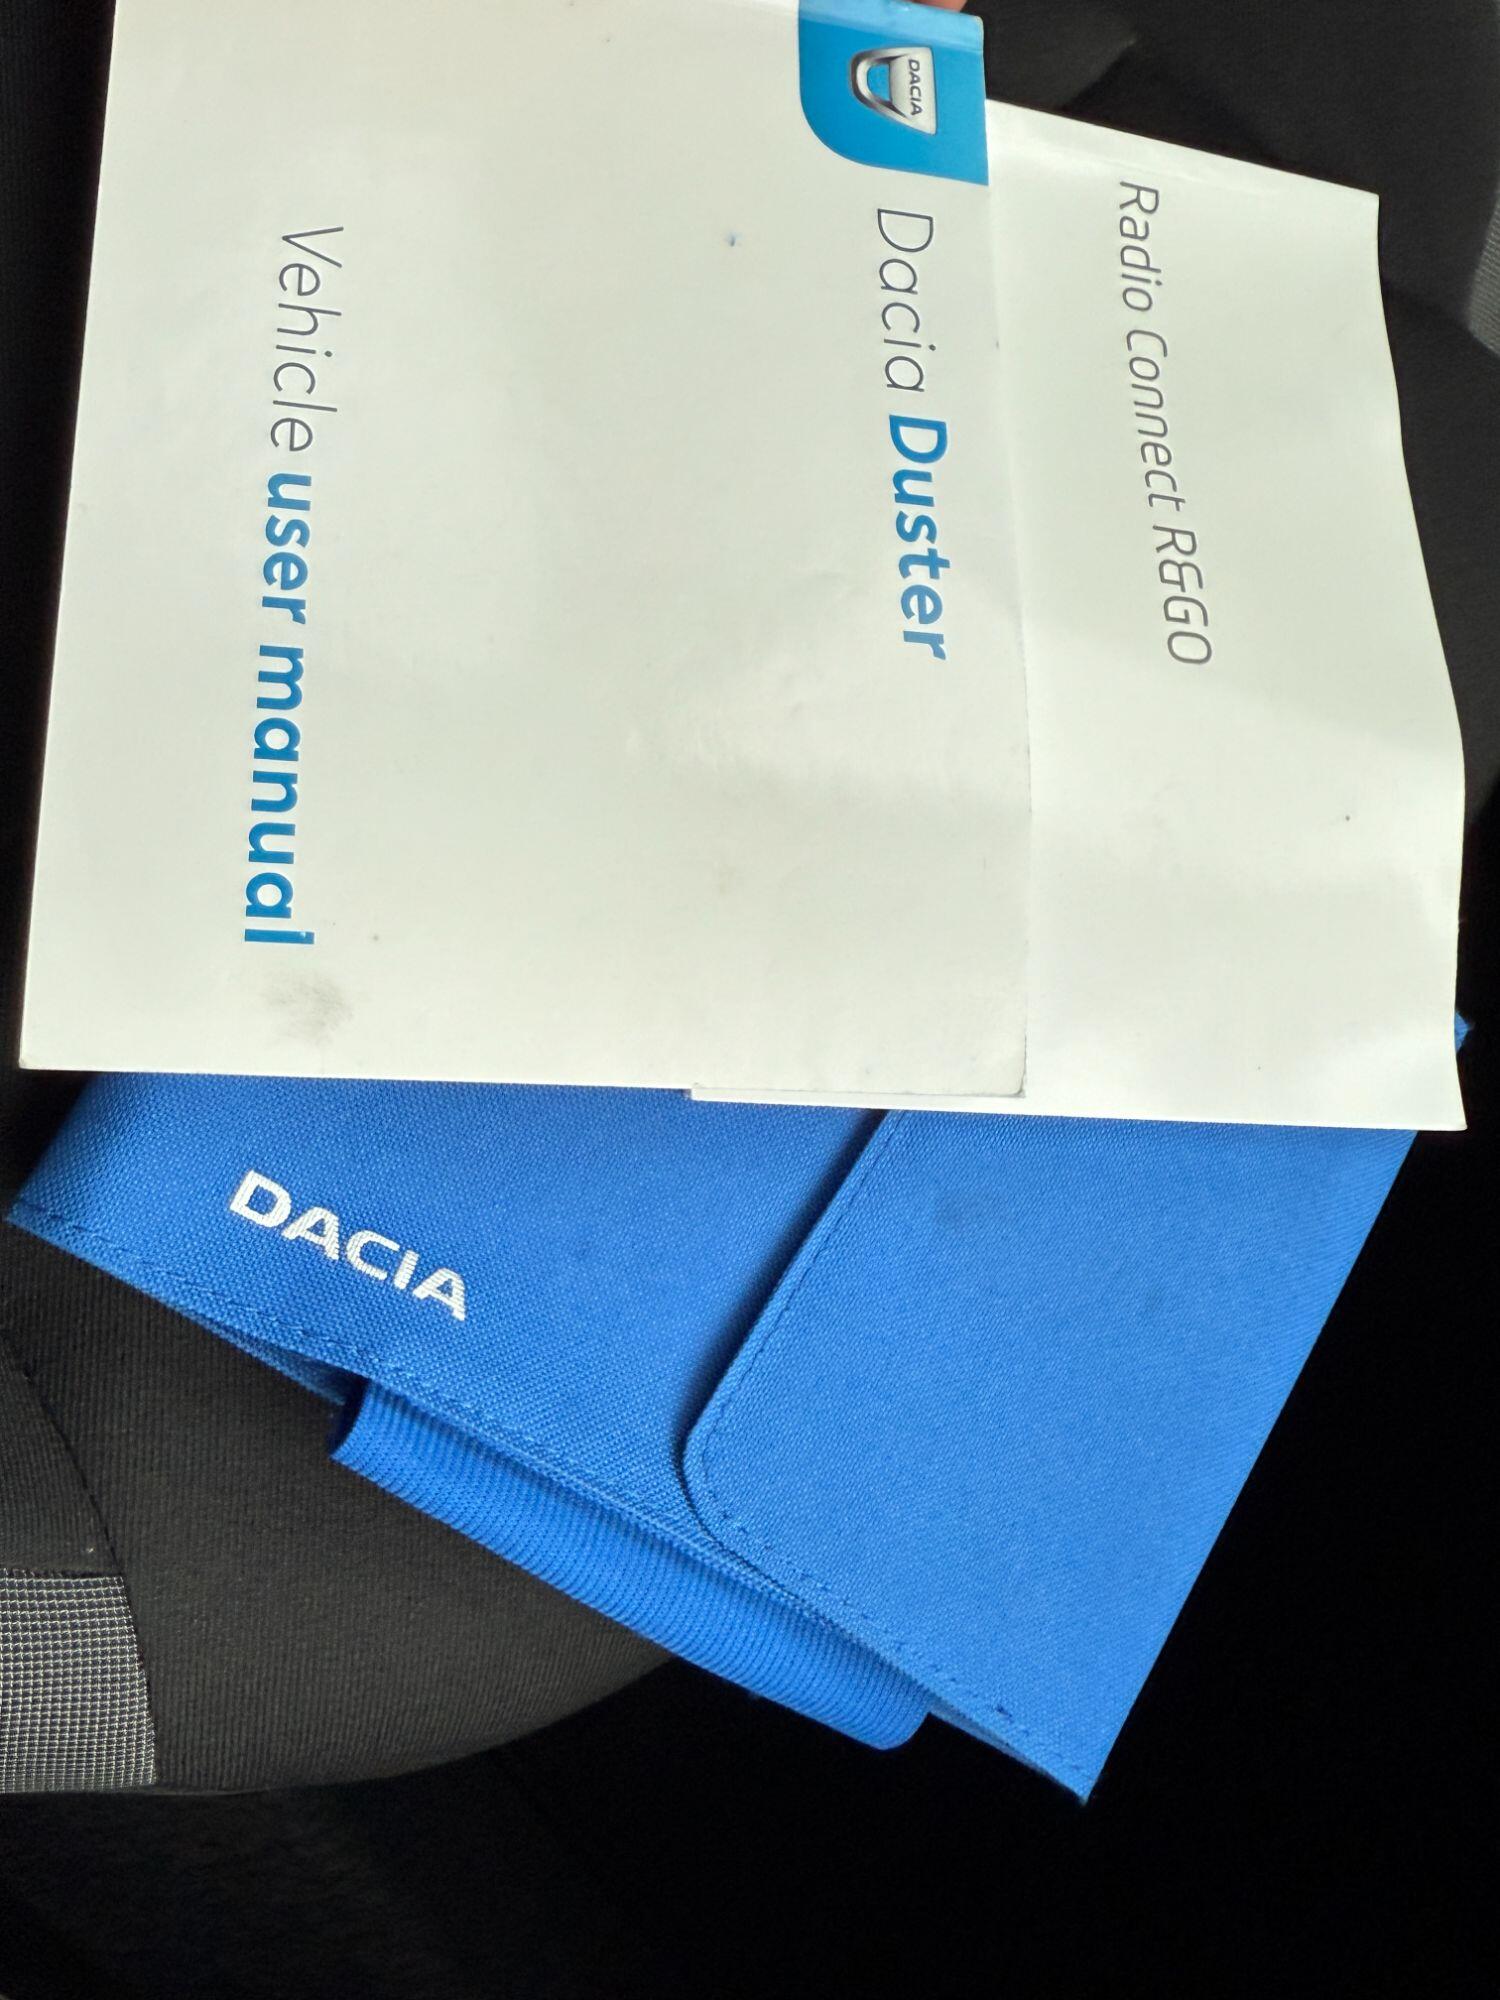 DACIA
Dacia Duster
Vehicle user manual
Radio Connect R&GO
DACIA